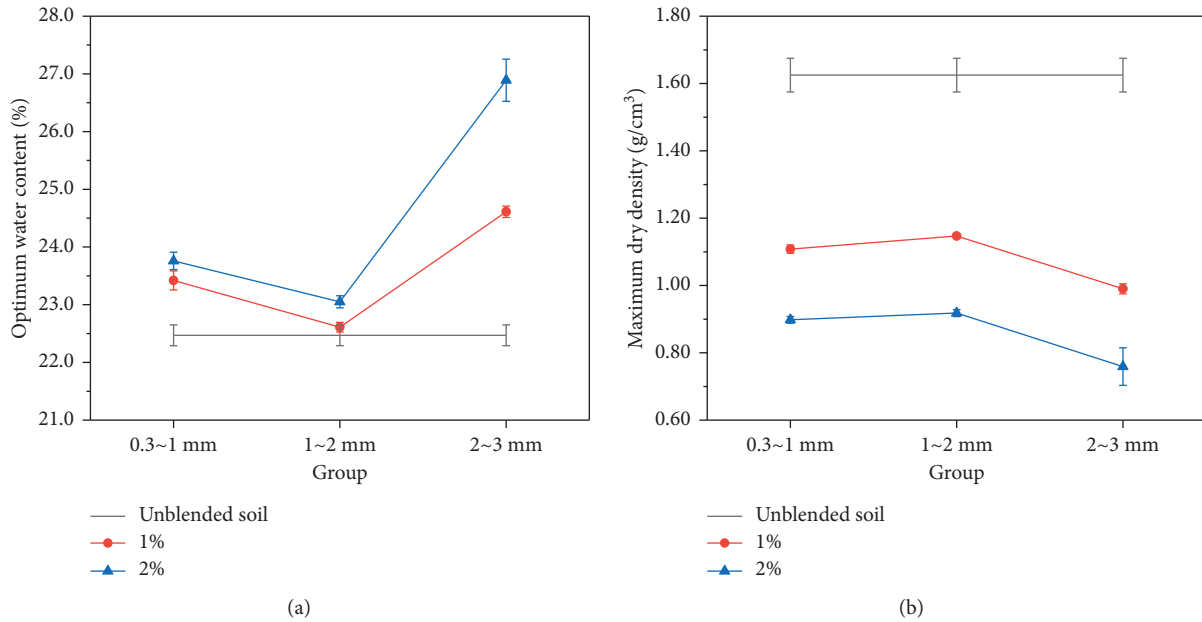 28.0
27.0
26.0
25.0
24.0
23.0
22.0
21.0
Optimum water content (%)
0.3~1 mm 1~2 mm 2~3 mm
Group
Unblended soil
1%
2%
(a)
1.80
1.60
1.40
1.20
1.00
0.80
0.60
Maximum dry density (g/cm³)
0.3~1 mm 1~2 mm 2~3 mm
Group
Unblended soil
1%
2%
(b)